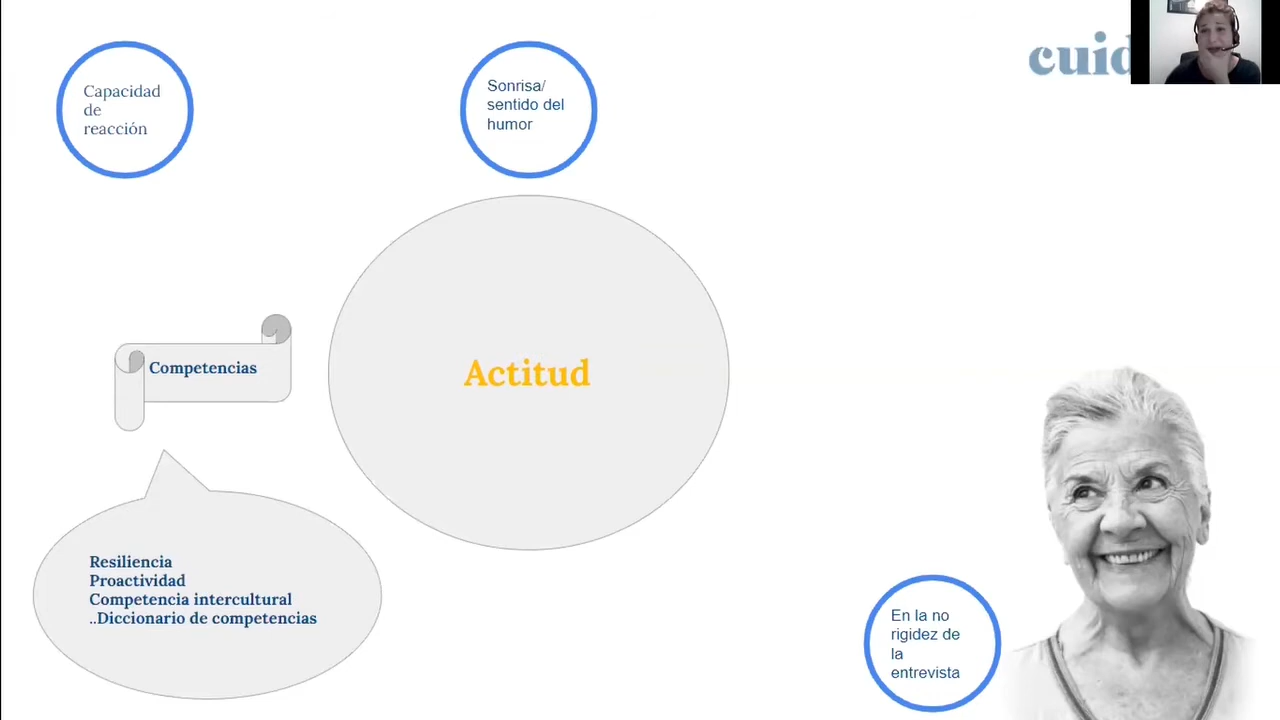 Capacidad
de
reacción
Sonrisa/
sentido del
humor
cuid
Competencias
Actitud
Resiliencia
Proactividad
Competencia intercultural
..Diccionario de competencias
En la no
rigidez de
la
entrevista